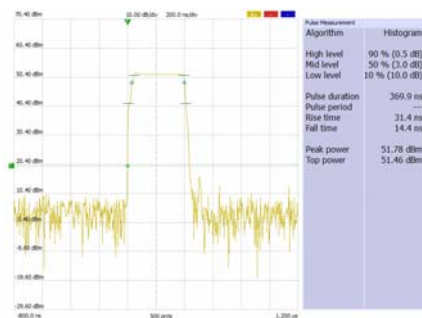 70.40 dBm
10.00 dB/div 200.0 ns/div
60.40 dBm
50.40 dBm
40.40 dBm
30.40 dBm
20.40 dBm
10.40 dBm
-9.60 dBm
-19.60 dBm
-29.60 dBm
-800.0 ns
500 pnts
1.200 us
Pulse Measurement
Algorithm Histogram
High level 90 % (0.5 dB)
Mid level 50 % (3.0 dB)
Low level 10 % (10.0 dB)
Pulse duration 369.9 ns
Pulse period ---
Rise time 31.4 ns
Fall time 14.4 ns
Peak power 51.78 dBm
Top power 51.46 dBm